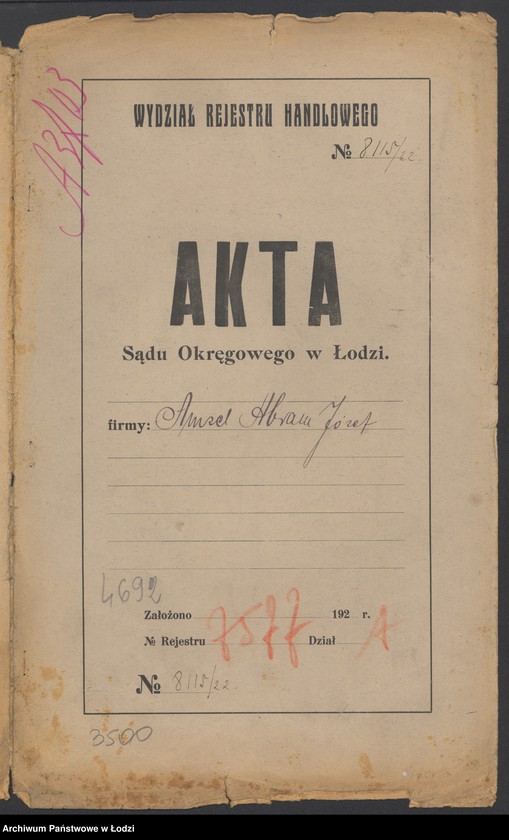 WYDZIAŁ REJESTRU HANDLOWEGO
№ 8115/22
AKTA
Sądu Okręgowego w Łodzi.
firmy: Amzel Abram Józef
4692
Założono 192 r.
№ Rejestru 7577 Dział A
№ 8115/22
3500
Archiwum Państwowe w Łodzi